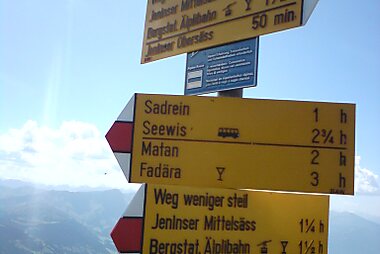 Jeninser Mittelsäss
Bergstat. Älplibahn
Jeninser Obersäss 50 min
Sadrein 1 h
Seewis 2¾ h
Matan 2 h
Fadära 3 h
Weg weniger steil
Jeninser Mittelsäss 1¼ h
Bergstat. Älplibahn 1½ h